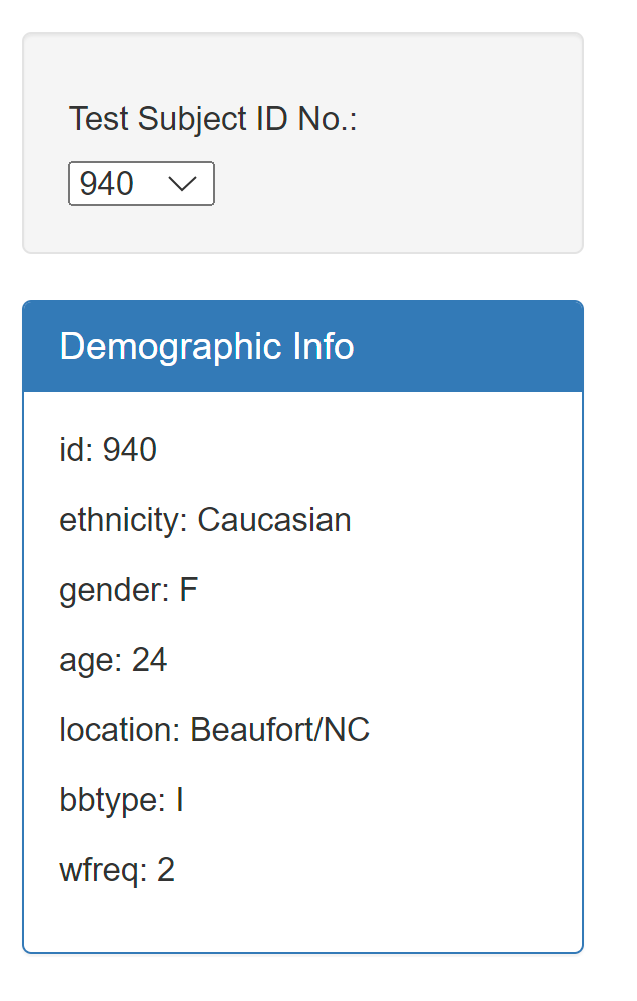 Test Subject ID No.:
940
Demographic Info
id: 940
ethnicity: Caucasian
gender: F
age: 24
location: Beaufort/NC
bbtype: I
wfreq: 2